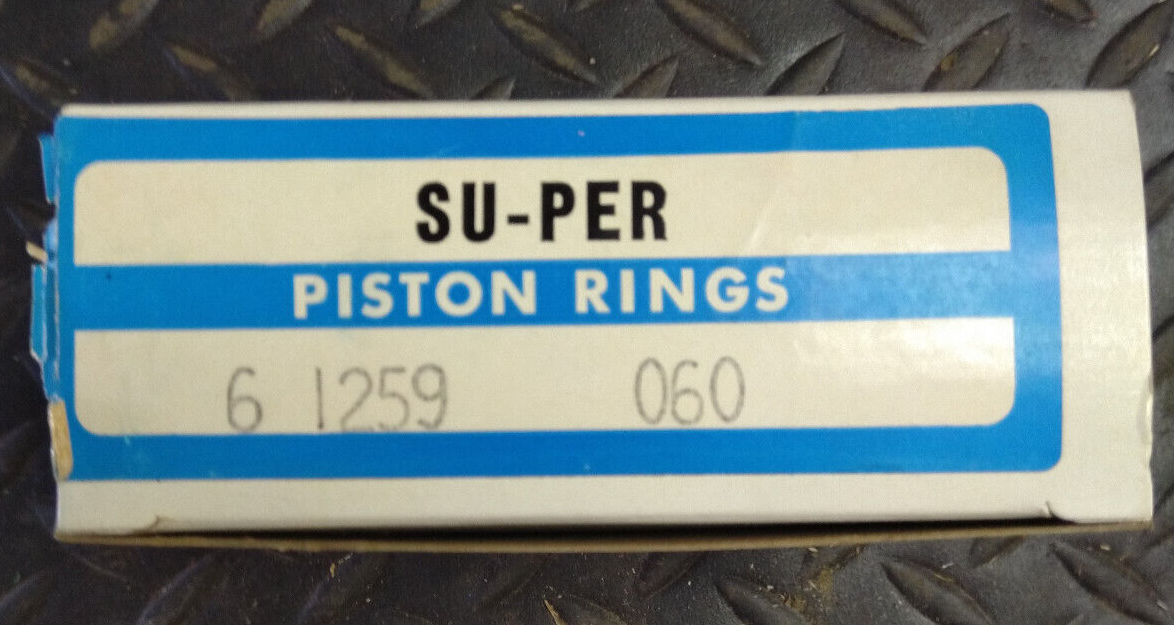 SU-PER
PISTON RINGS
6 1259 060